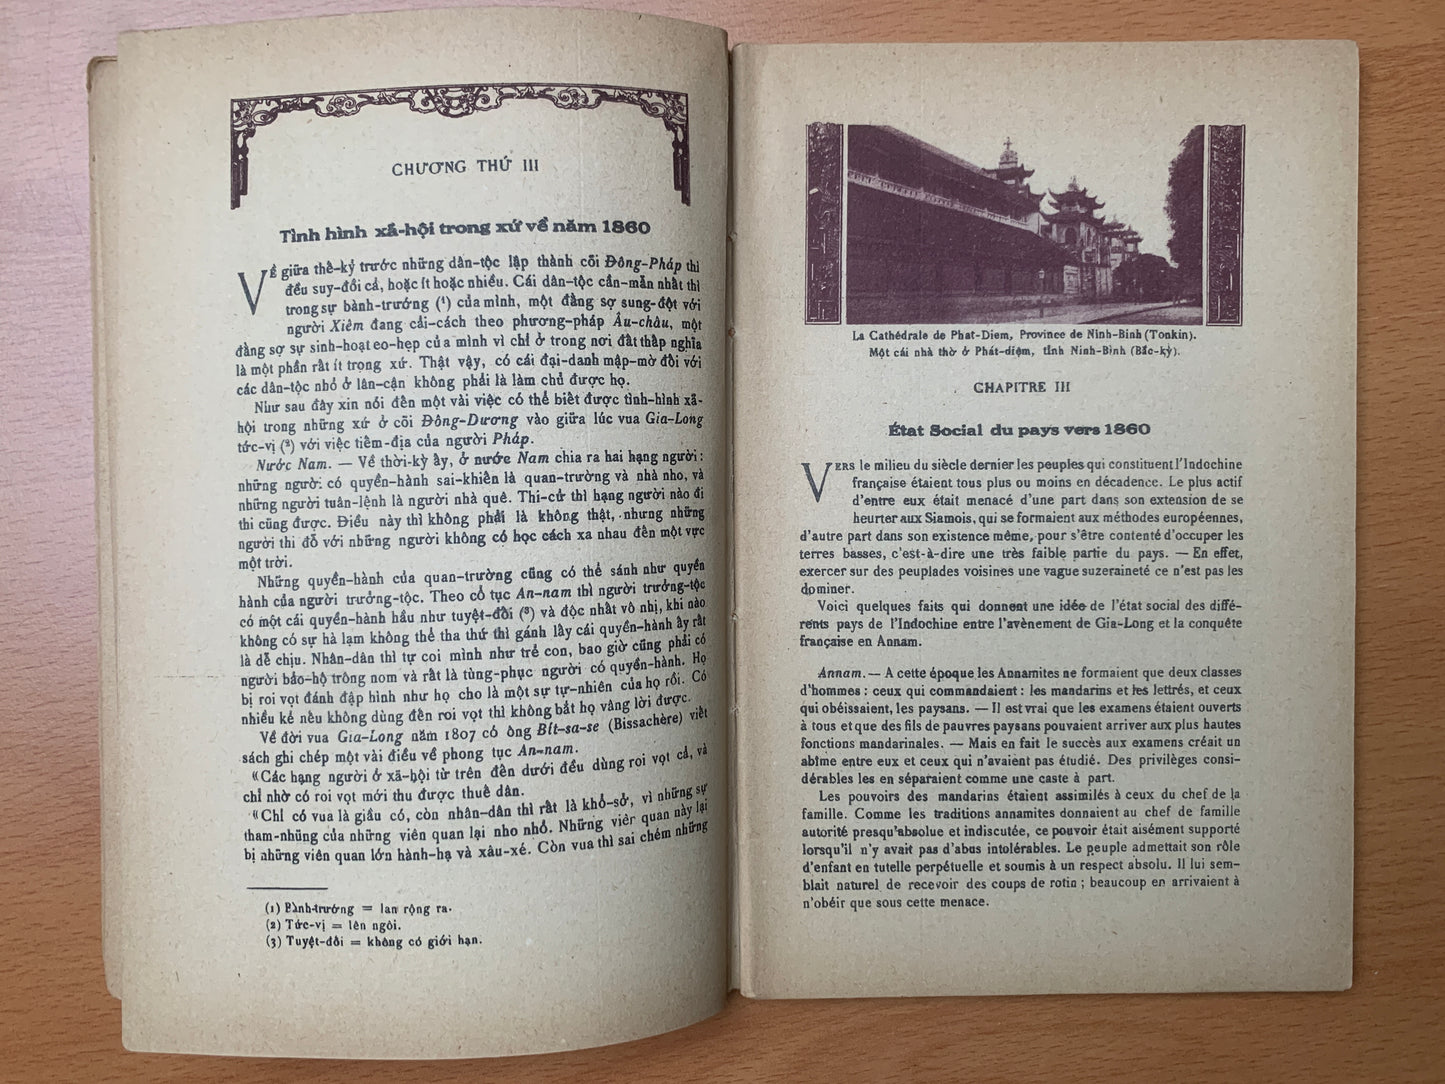 CHƯƠNG THỨ III
Tình hình xã-hội trong xứ về năm 1860
VỀ giữa thế-kỷ trước những dân-tộc lập thành cõi Đông-Pháp thì
đều suy-đồi cả, hoặc ít hoặc nhiều. Cái dân-tộc cần-mẫn nhất thì
trong sự bành-trướng (¹) của mình, một đằng sợ sung-đột với
người Xiêm đang cải-cách theo phương-pháp Âu-châu, một
đằng sợ sự sinh-hoạt eo-hẹp của mình vì chỉ ở trong nơi đất thấp nghĩa
là một phần rất ít trong xứ. Thật vậy, có cái đại-danh mập-mờ đối với
các dân-tộc nhỏ ở lân-cận không phải là làm chủ được họ.
Như sau đây xin nói đến một vài việc có thể biết được tình-hình xã-
hội trong những xứ ở cõi Đông-Dương vào giữa lúc vua Gia-Long
tức-vị (²) với việc tiềm-địa của người Pháp.
Nước Nam. — Về thời-kỳ ấy, ở nước Nam chia ra hai hạng người :
những người có quyền-hành sai-khiến là quan-trường và nhà nho, và
những người tuân-lệnh là người nhà quê. Thi-cử thì hạng người nào đi
thi cũng được. Điều này thì không phải là không thật, nhưng những
người thi đỗ với những người không có học cách xa nhau đến một vực
một trời.
Những quyền-hành của quan-trường cũng có thể sánh như quyền
hành của người trưởng-tộc. Theo cổ tục An-nam thì người trưởng-tộc
có một cái quyền-hành hầu như tuyệt-đối (³) và độc nhất vô nhị, khi nào
không có sự hà lạm không thể tha thứ thì gánh lấy cái quyền-hành ấy rất
là dễ chịu. Nhân-dân thì tự coi mình như trẻ con, bao giờ cũng phải có
người bảo-hộ trông nom và rất là tùng-phục người có quyền-hành. Họ
bị roi vọt đánh đập hình như họ cho là một sự tự-nhiên của họ rồi. Có
nhiều kẻ nếu không dùng đến roi vọt thì không bắt họ vâng lời được.
Về đời vua Gia-Long năm 1807 có ông Bít-sa-se (Bissachère) viết
sách ghi chép một vài điều về phong tục An-nam.
« Các hạng người ở xã-hội từ trên đến dưới đều dùng roi vọt cả, và
chỉ nhờ có roi vọt mới thu được thuế dân.
« Chỉ có vua là giầu có, còn nhân-dân thì rất là khổ-sở, vì những sự
tham-nhũng của những viên quan lại nho nhỏ. Những viên quan này lại
bị những viên quan lớn hành-hạ và xâu-xé. Còn vua thì sai chém những
(1) Bành-trướng = lan rộng ra.
(2) Tức-vị = lên ngôi.
(3) Tuyệt-đối = không có giới hạn.
La Cathédrale de Phat-Diem, Province de Ninh-Binh (Tonkin).
Một cái nhà thờ ở Phát-diệm, tỉnh Ninh-Bình (Bắc-kỳ).
CHAPITRE III
État Social du pays vers 1860
VERS le milieu du siècle dernier les peuples qui constituent l'Indochine
française étaient tous plus ou moins en décadence. Le plus actif
d'entre eux était menacé d'une part dans son extension de se
heurter aux Siamois, qui se formaient aux méthodes européennes,
d'autre part dans son existence même, pour s'être contenté d'occuper les
terres basses, c'est-à-dire une très faible partie du pays. — En effet,
exercer sur des peuplades voisines une vague suzeraineté ce n'est pas les
dominer.
Voici quelques faits qui donnent une idée de l'état social des diffé-
rents pays de l'Indochine entre l'avènement de Gia-Long et la conquête
française en Annam.
Annam. — A cette époque les Annamites ne formaient que deux classes
d'hommes : ceux qui commandaient : les mandarins et les lettrés, et ceux
qui obéissaient, les paysans. — Il est vrai que les examens étaient ouverts
à tous et que des fils de pauvres paysans pouvaient arriver aux plus hautes
fonctions mandarinales. — Mais en fait le succès aux examens créait un
abîme entre eux et ceux qui n'avaient pas étudié. Des privilèges consi-
dérables les en séparaient comme une caste à part.
Les pouvoirs des mandarins étaient assimilés à ceux du chef de la
famille. Comme les traditions annamites donnaient au chef de famille
autorité presqu'absolue et indiscutée, ce pouvoir était aisément supporté
lorsqu'il n'y avait pas d'abus intolérables. Le peuple admettait son rôle
d'enfant en tutelle perpétuelle et soumis à un respect absolu. Il lui sem-
blait naturel de recevoir des coups de rotin ; beaucoup en arrivaient à
n'obéir que sous cette menace.